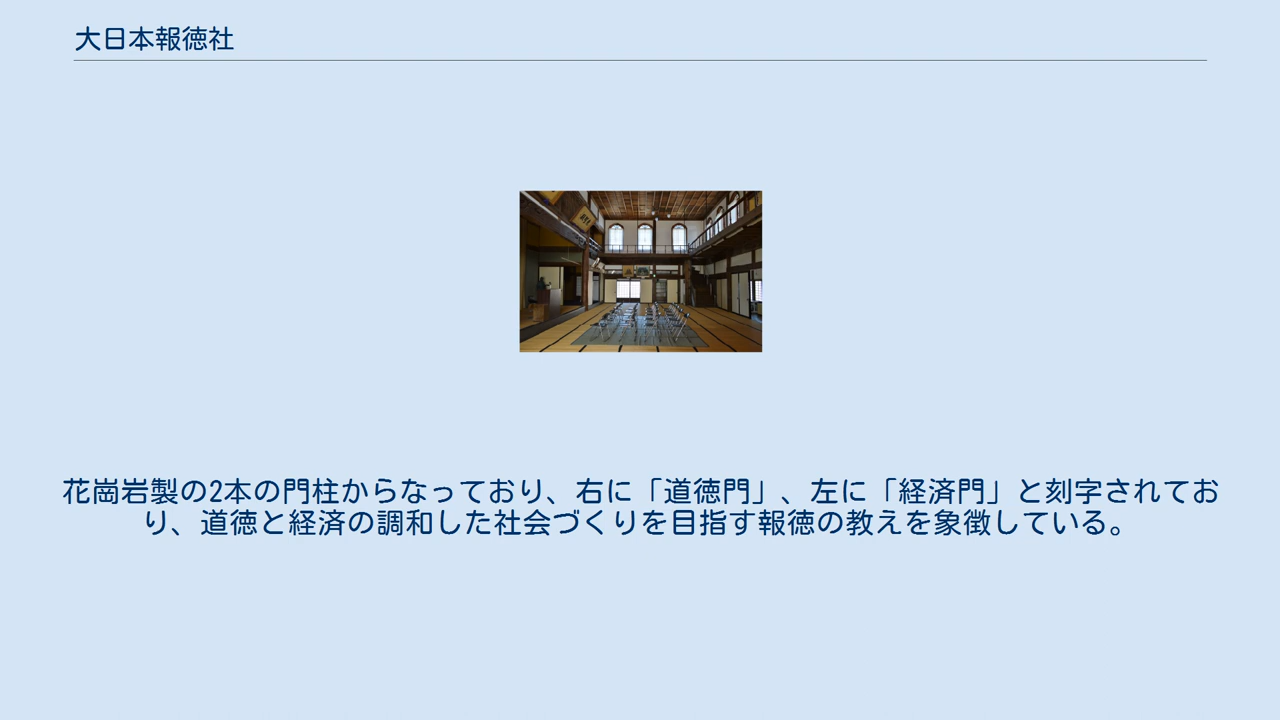 大日本報徳社
花崗岩製の2本の門柱からなっており、右に「道徳門」、左に「経済門」と刻字されてお
り、道徳と経済の調和した社会づくりを目指す報徳の教えを象徴している。